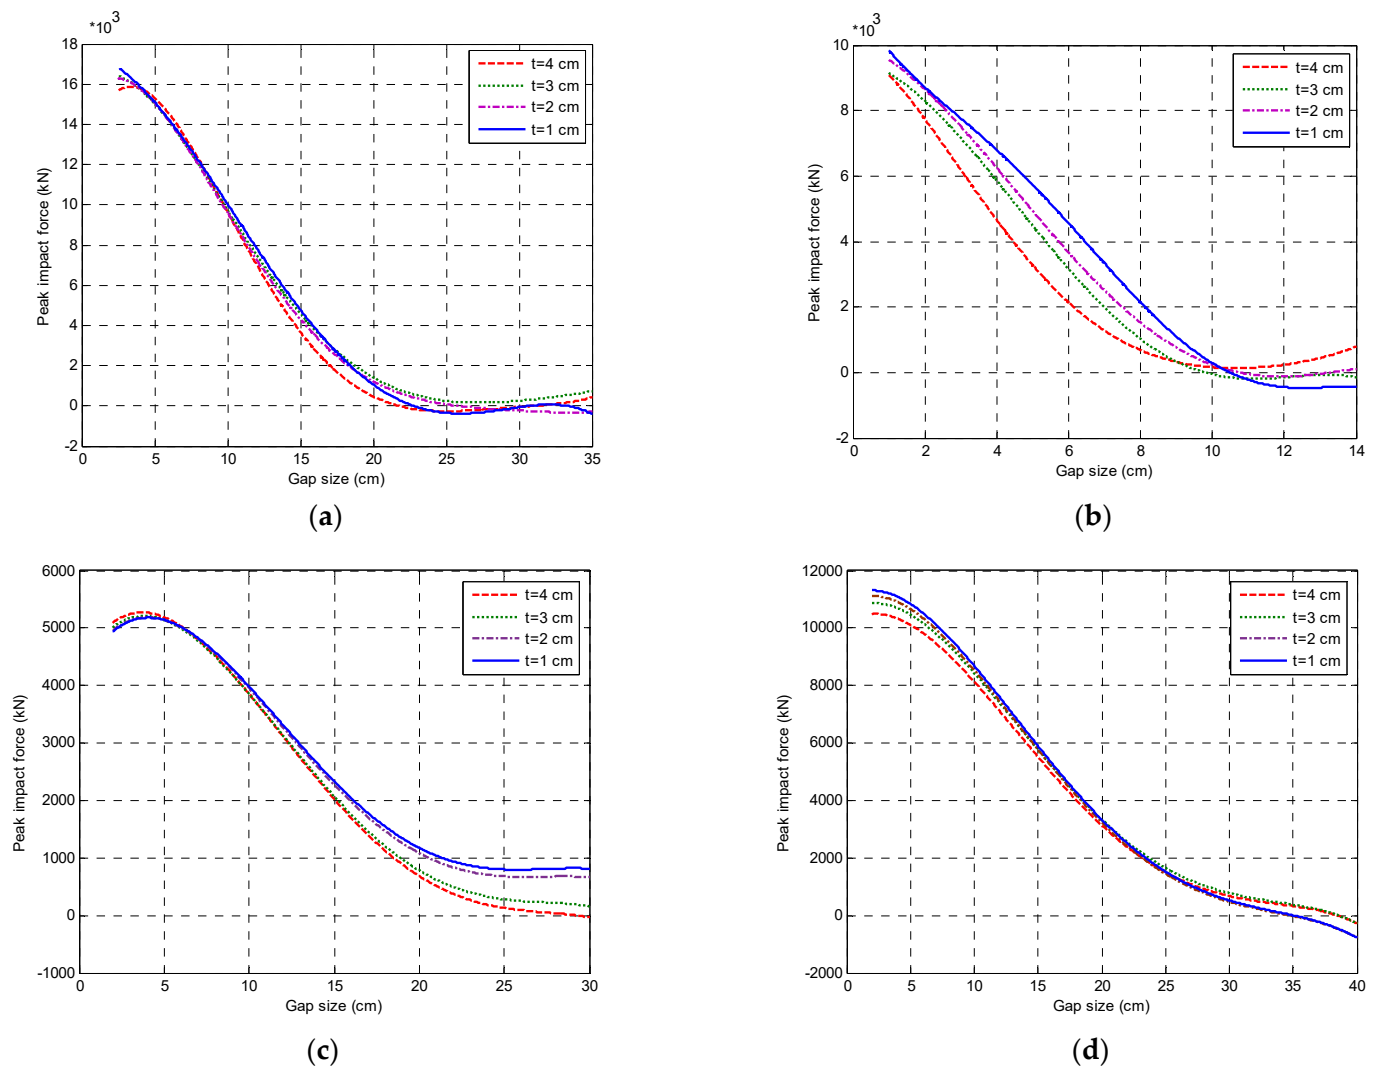 *10^3
18
16
14
12
10
8
6
4
2
0
-2
0 5 10 15 20 25 30 35
Peak impact force (kN)
Gap size (cm)
t=4 cm
t=3 cm
t=2 cm
t=1 cm
(a)
*10^3
10
8
6
4
2
0
-2
0 2 4 6 8 10 12 14
Peak impact force (kN)
Gap size (cm)
t=4 cm
t=3 cm
t=2 cm
t=1 cm
(b)
6000
5000
4000
3000
2000
1000
0
-1000
0 5 10 15 20 25 30
Peak impact force (kN)
Gap size (cm)
t=4 cm
t=3 cm
t=2 cm
t=1 cm
(c)
12000
10000
8000
6000
4000
2000
0
-2000
0 5 10 15 20 25 30 35 40
Peak impact force (kN)
Gap size (cm)
t=4 cm
t=3 cm
t=2 cm
t=1 cm
(d)